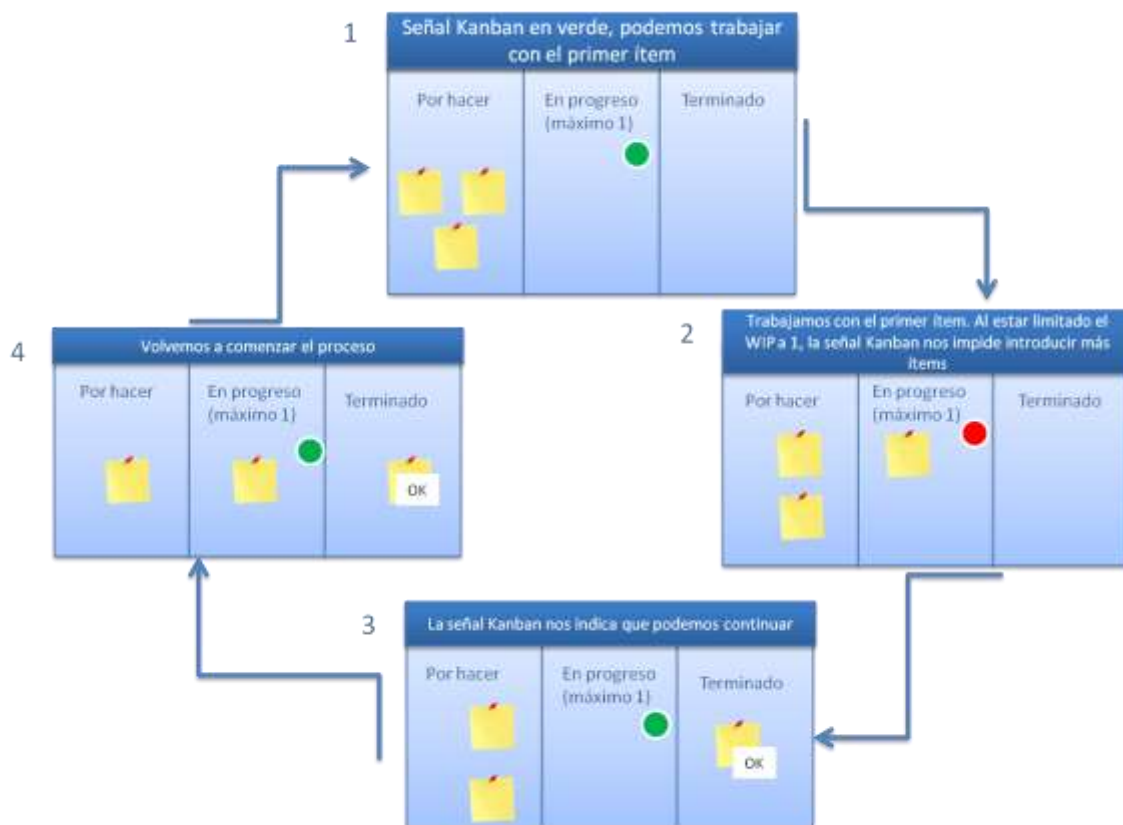 1
Señal Kanban en verde, podemos trabajar
con el primer ítem
Por hacer
En progreso
(máximo 1)
Terminado
2
Trabajamos con el primer ítem. Al estar limitado el
WIP a 1, la señal Kanban nos impide introducir más
ítems
Por hacer
En progreso
(máximo 1)
Terminado
3
La señal Kanban nos indica que podemos continuar
Por hacer
En progreso
(máximo 1)
Terminado
OK
4
Volvemos a comenzar el proceso
Por hacer
En progreso
(máximo 1)
Terminado
OK